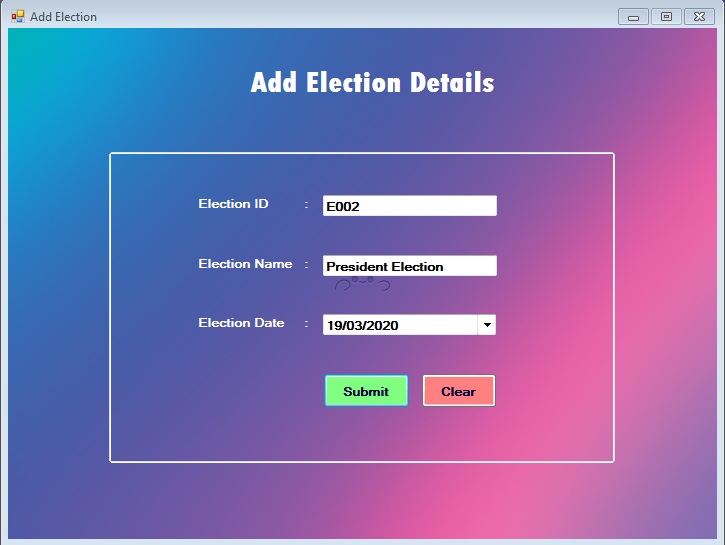 Add Election
Add Election Details
Election ID : E002
Election Name : President Election
Election Date : 19/03/2020
Submit Clear